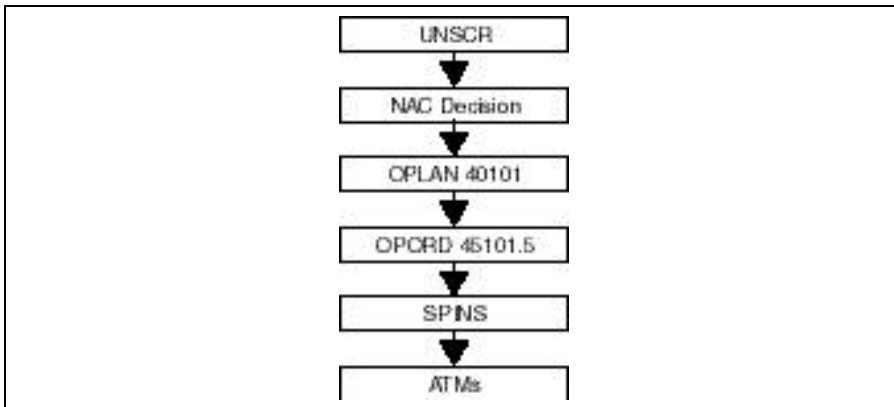 UNSCR
NAC Decision
OPLAN 40101
OPORD 45101.5
SPINS
ATMs